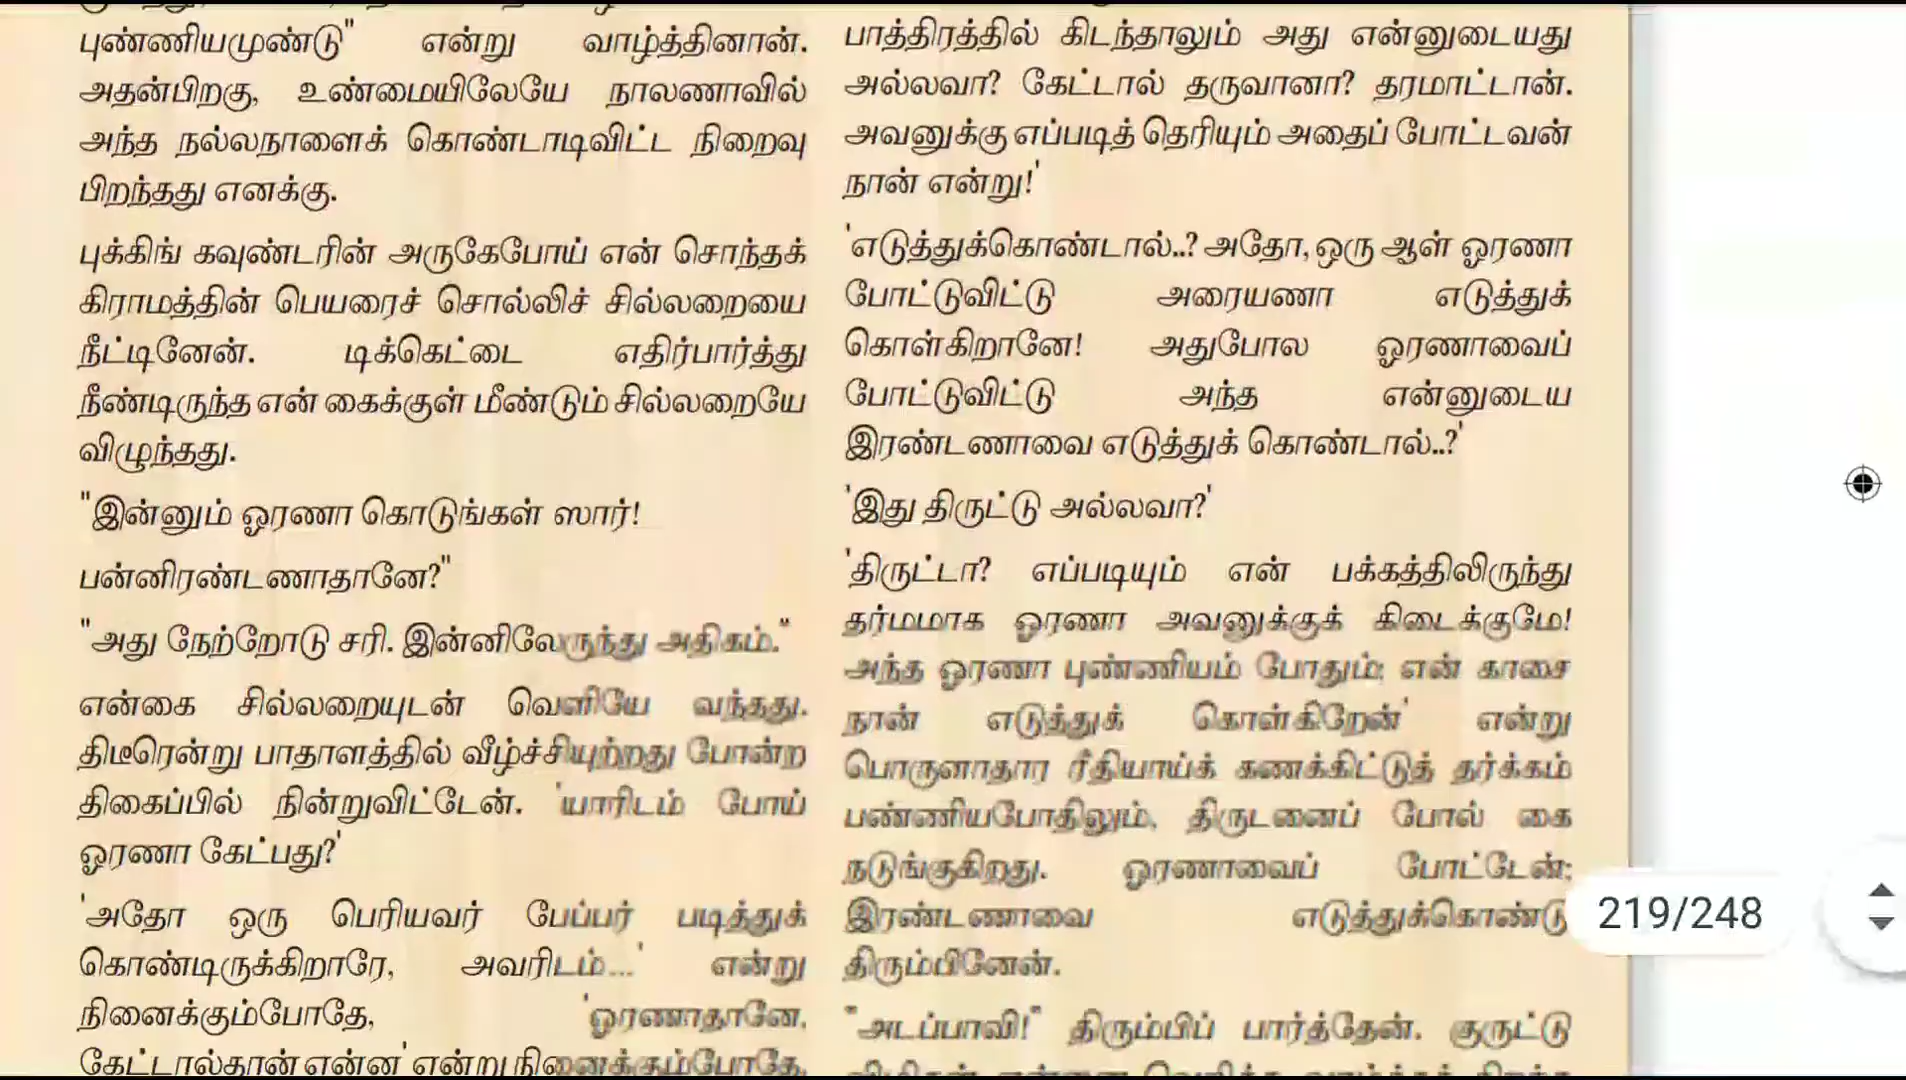 புண்ணியமுண்டு" என்று வாழ்த்தினான்.
அதன்பிறகு, உண்மையிலேயே நாலணாவில்
அந்த நல்லநாளைக் கொண்டாடிவிட்ட நிறைவு
பிறந்தது எனக்கு.
புக்கிங் கவுண்டரின் அருகேபோய் என் சொந்தக்
கிராமத்தின் பெயரைச் சொல்லிச் சில்லறையை
நீட்டினேன். டிக்கெட்டை எதிர்பார்த்து
நீண்டிருந்த என் கைக்குள் மீண்டும் சில்லறையே
விழுந்தது.
"இன்னும் ஓரணா கொடுங்கள் ஸார்!
பன்னிரண்டணாதானே?"
"அது நேற்றோடு சரி. இன்னிலேருந்து அதிகம்."
என்கை சில்லறையுடன் வெளியே வந்தது.
திடீரென்று பாதாளத்தில் வீழ்ச்சியுற்றது போன்ற
திகைப்பில் நின்றுவிட்டேன். 'யாரிடம் போய்
ஓரணா கேட்பது?'
'அதோ ஒரு பெரியவர் பேப்பர் படித்துக்
கொண்டிருக்கிறாரே, அவரிடம்...' என்று
நினைக்கும்போதே, 'ஓரணாதானே,
கேட்டால்தான் என்ன' என்று நினைக்கும்போதே,
பாத்திரத்தில் கிடந்தாலும் அது என்னுடையது
அல்லவா? கேட்டால் தருவானா? தரமாட்டான்.
அவனுக்கு எப்படித் தெரியும் அதைப் போட்டவன்
நான் என்று!'
'எடுத்துக்கொண்டால்..? அதோ, ஒரு ஆள் ஓரணா
போட்டுவிட்டு அரையணா எடுத்துக்
கொள்கிறானே! அதுபோல ஓரணாவைப்
போட்டுவிட்டு அந்த என்னுடைய
இரண்டணாவை எடுத்துக் கொண்டால்..?'
'இது திருட்டு அல்லவா?'
'திருட்டா? எப்படியும் என் பக்கத்திலிருந்து
தர்மமாக ஓரணா அவனுக்குக் கிடைக்குமே!
அந்த ஓரணா புண்ணியம் போதும்; என் காசை
நான் எடுத்துக் கொள்கிறேன்' என்று
பொருளாதார ரீதியாய்க் கணக்கிட்டுத் தர்க்கம்
பண்ணியபோதிலும், திருடனைப் போல் கை
நடுங்குகிறது. ஓரணாவைப் போட்டேன்;
இரண்டணாவை எடுத்துக்கொண்டு
திரும்பினேன்.
"அடப்பாவி!" திரும்பிப் பார்த்தேன். குருட்டு
219/248